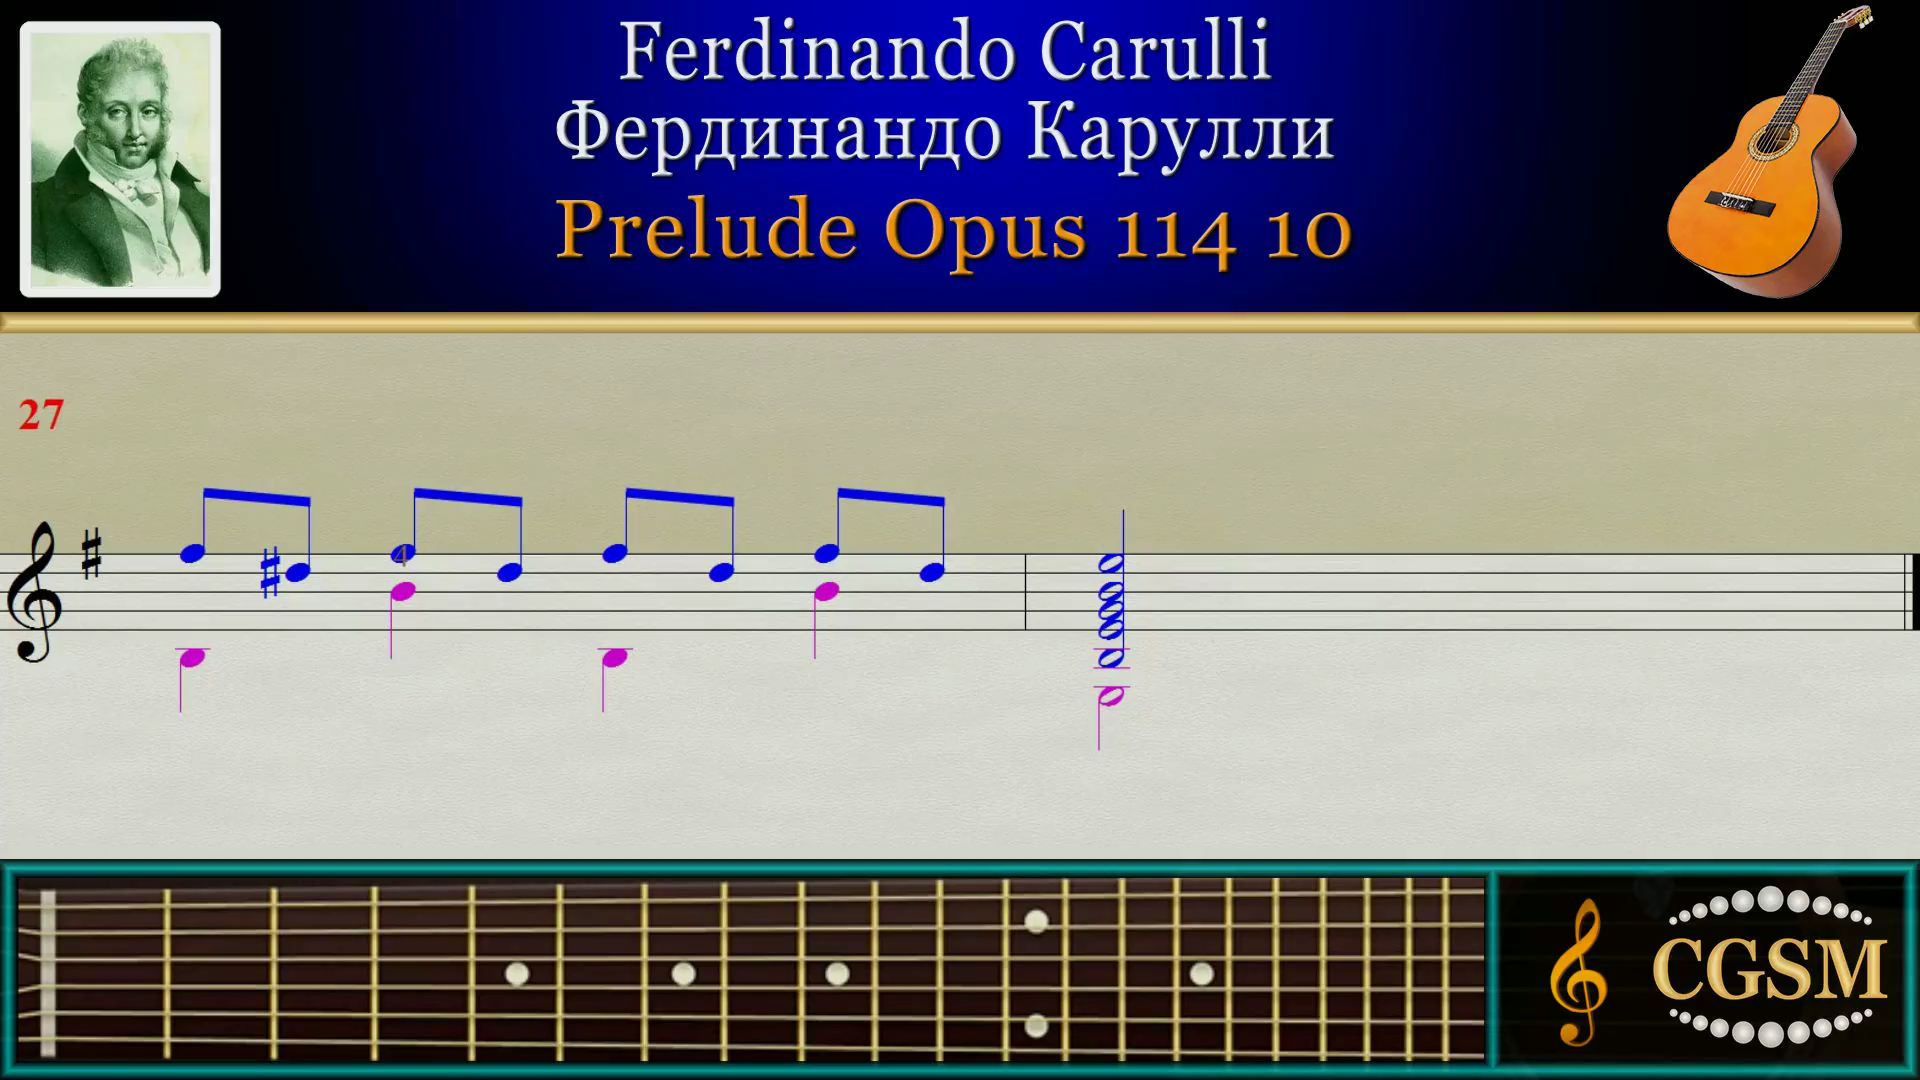 Ferdinando Carulli
Фердинандо Карулли
Prelude Opus 114 10
27
4
CGSM